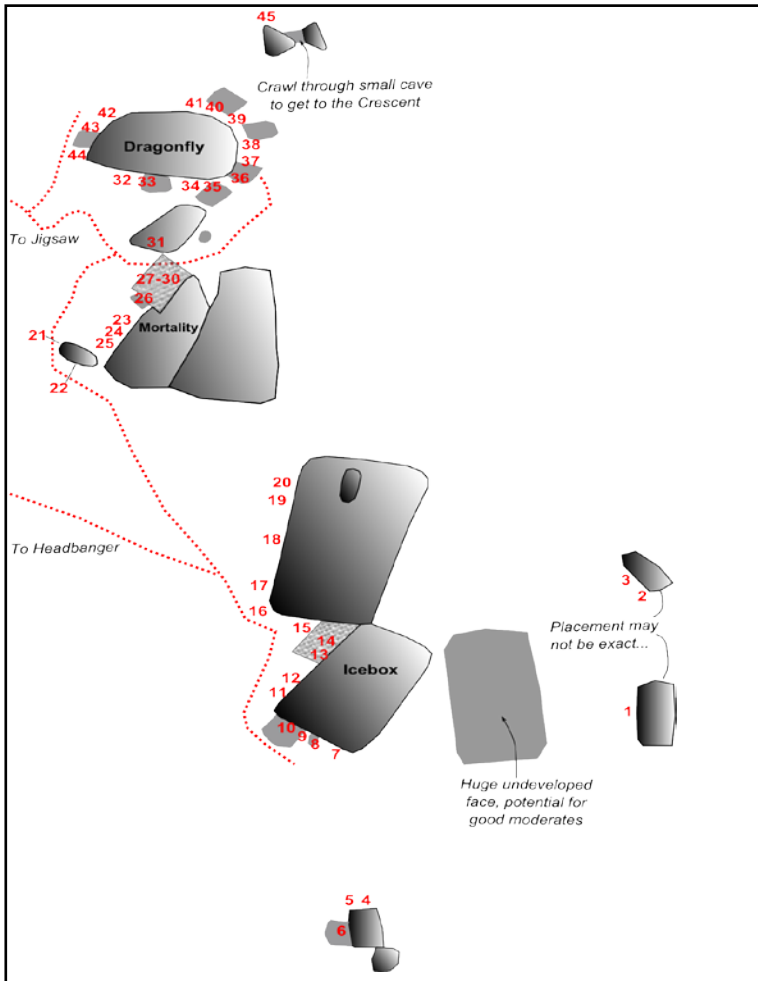 45
Crawl through small cave
to get to the Crescent
41 40
42
39
43
Dragonfly
38
44
37
32 33 34 35 36
To Jigsaw
31
27-30
26
23
Mortality
24
21
25
22
20
19
To Headbanger
18
3
17
2
16
15
Placement may
not be exact...
14
13
Icebox
12
11
1
10
9
8
7
Huge undeveloped
face, potential for
good moderates
5 4
6